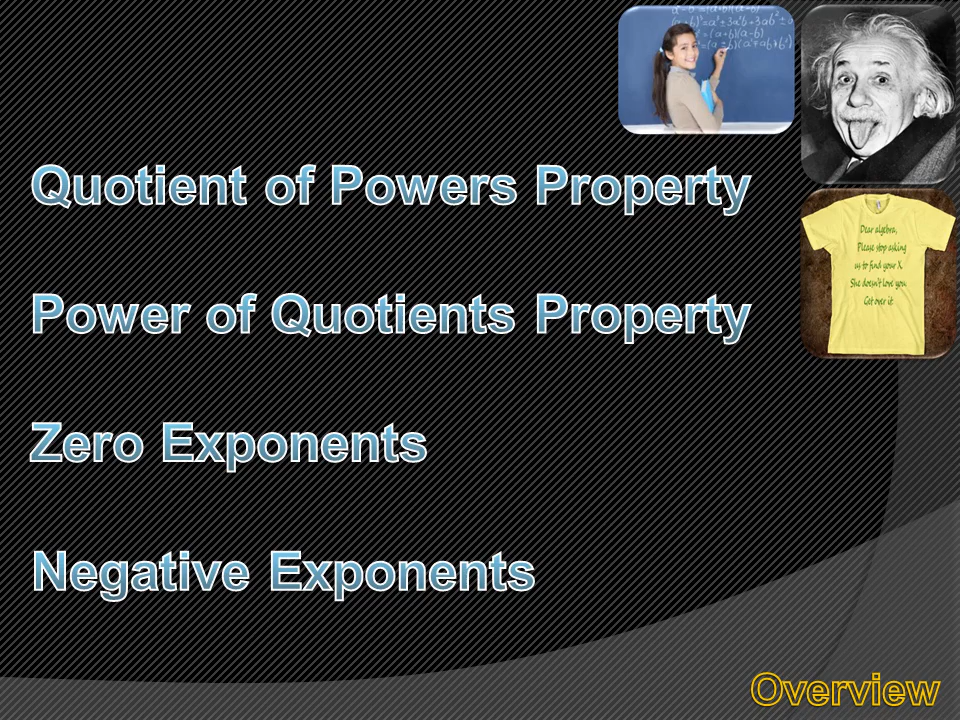 Quotient of Powers Property
Power of Quotients Property
Zero Exponents
Negative Exponents
Dear algebra,
Please stop asking
us to find your X.
She doesn't love you.
Get over it.
Overview